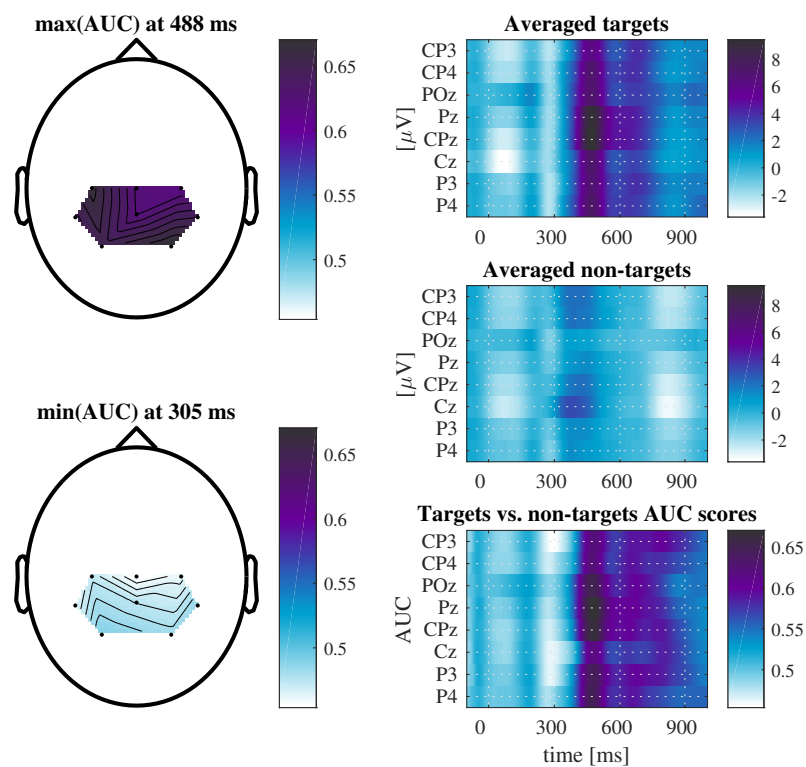 max(AUC) at 488 ms
0.65
0.6
0.55
0.5
min(AUC) at 305 ms
0.65
0.6
0.55
0.5
Averaged targets
[μV]
CP3
CP4
POz
Pz
CPz
Cz
P3
P4
0 300 600 900
8
6
4
2
0
-2
Averaged non-targets
[μV]
CP3
CP4
POz
Pz
CPz
Cz
P3
P4
0 300 600 900
8
6
4
2
0
-2
Targets vs. non-targets AUC scores
AUC
CP3
CP4
POz
Pz
CPz
Cz
P3
P4
0 300 600 900
time [ms]
0.65
0.6
0.55
0.5